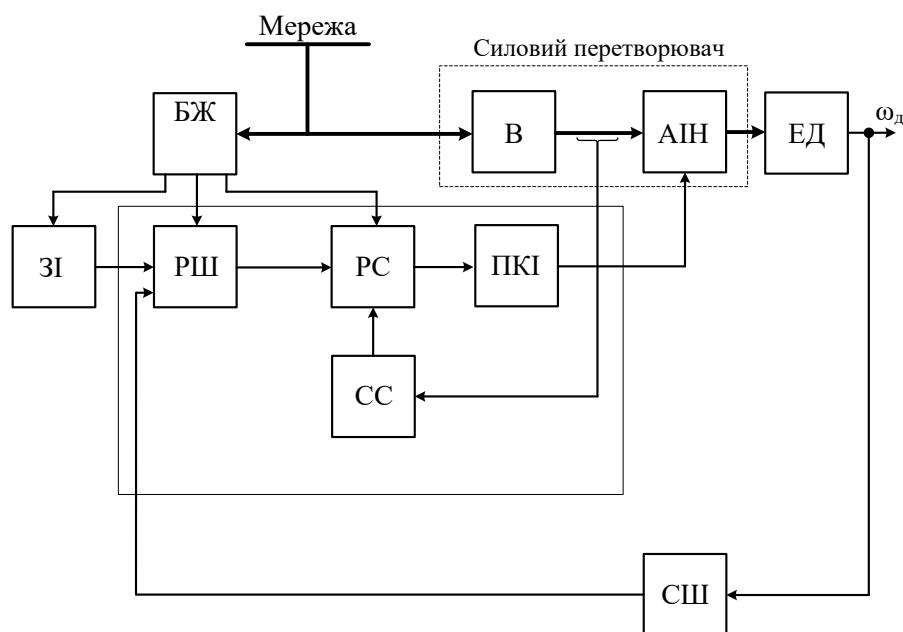 Мережа
Силовий перетворювач
БЖ
В
АІН
ЕД
ωд
ЗІ
РШ
РС
ПКІ
СС
СШ